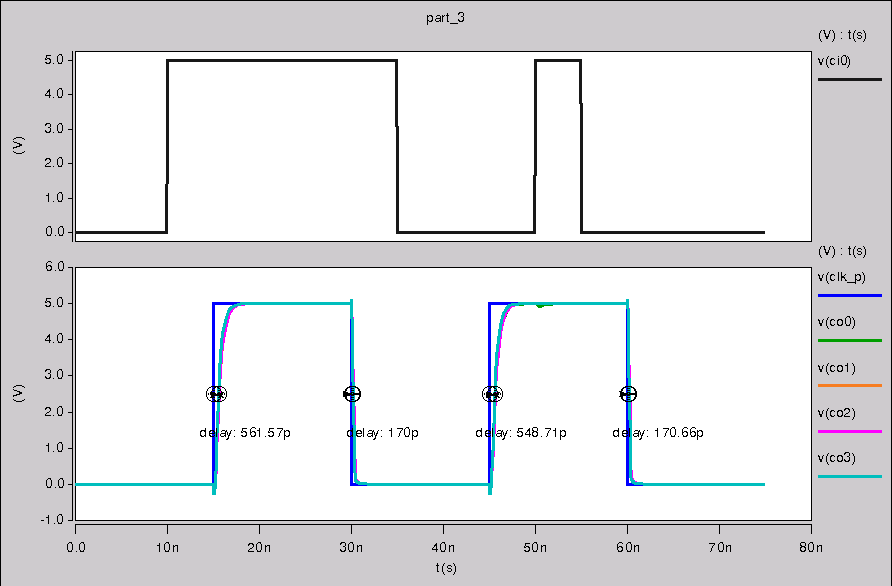 part_3
(V) : t(s)
v(ci0)
5.0
4.0
3.0
2.0
1.0
0.0
(V)
(V) : t(s)
v(clk_p)
v(co0)
v(co1)
v(co2)
v(co3)
6.0
5.0
4.0
3.0
2.0
1.0
0.0
-1.0
(V)
delay: 561.57p
delay: 170p
delay: 548.71p
delay: 170.66p
0.0
10n
20n
30n
40n
50n
60n
70n
80n
t(s)